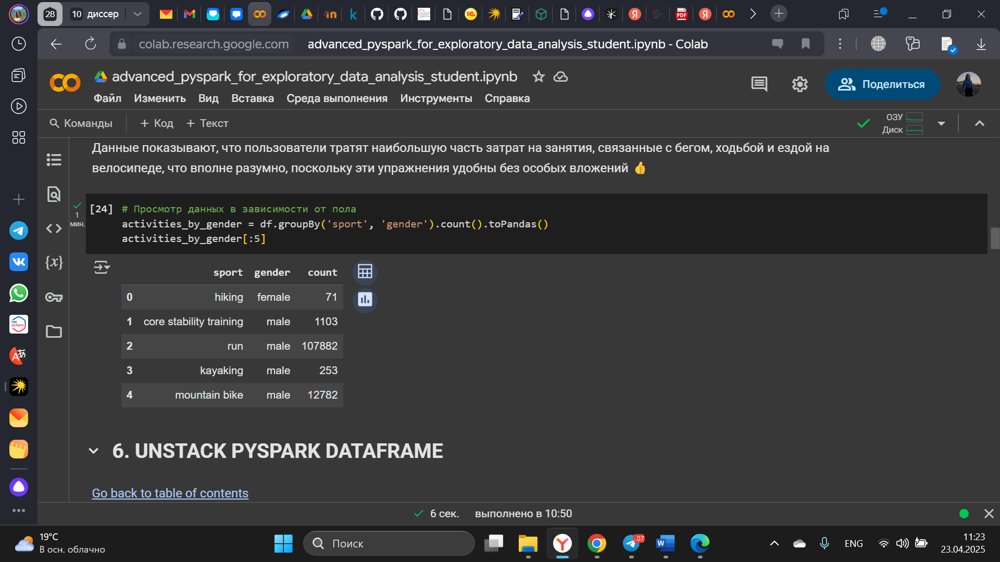 28
10 диссер
colab.research.google.com
advanced_pyspark_for_exploratory_data_analysis_student.ipynb - Colab
advanced_pyspark_for_exploratory_data_analysis_student.ipynb
Файл Изменить Вид Вставка Среда выполнения Инструменты Справка
Поделиться
Команды + Код + Текст
ОЗУ
Диск
Данные показывают, что пользователи тратят наибольшую часть затрат на занятия, связанные с бегом, ходьбой и ездой на
велосипеде, что вполне разумно, поскольку эти упражнения удобны без особых вложений 👍
1
мин.
[24] # Просмотр данных в зависимости от пола
activities_by_gender = df.groupBy('sport', 'gender').count().toPandas()
activities_by_gender[:5]
sport gender count
0 hiking female 71
1 core stability training male 1103
2 run male 107882
3 kayaking male 253
4 mountain bike male 12782
6. UNSTACK PYSPARK DATAFRAME
Go back to table of contents
6 сек. выполнено в 10:50
19°C
В осн. облачно
Поиск
ENG
11:23
23.04.2025